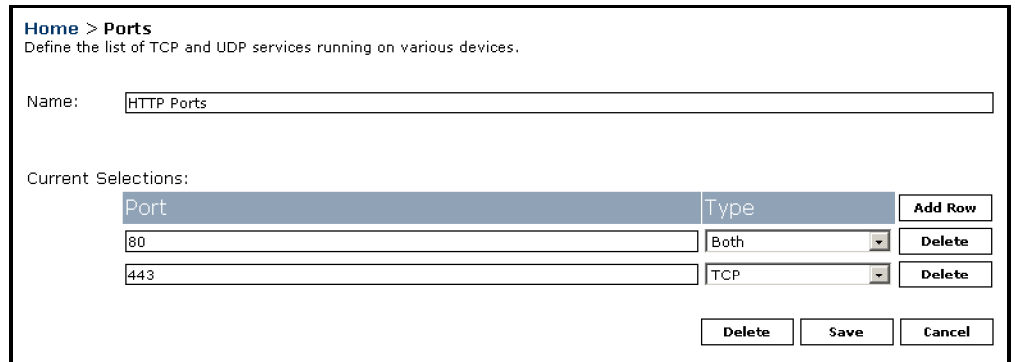 Home > Ports
Define the list of TCP and UDP services running on various devices.
Name: HTTP Ports
Current Selections:
Port Type Add Row
80 Both Delete
443 TCP Delete
Delete Save Cancel